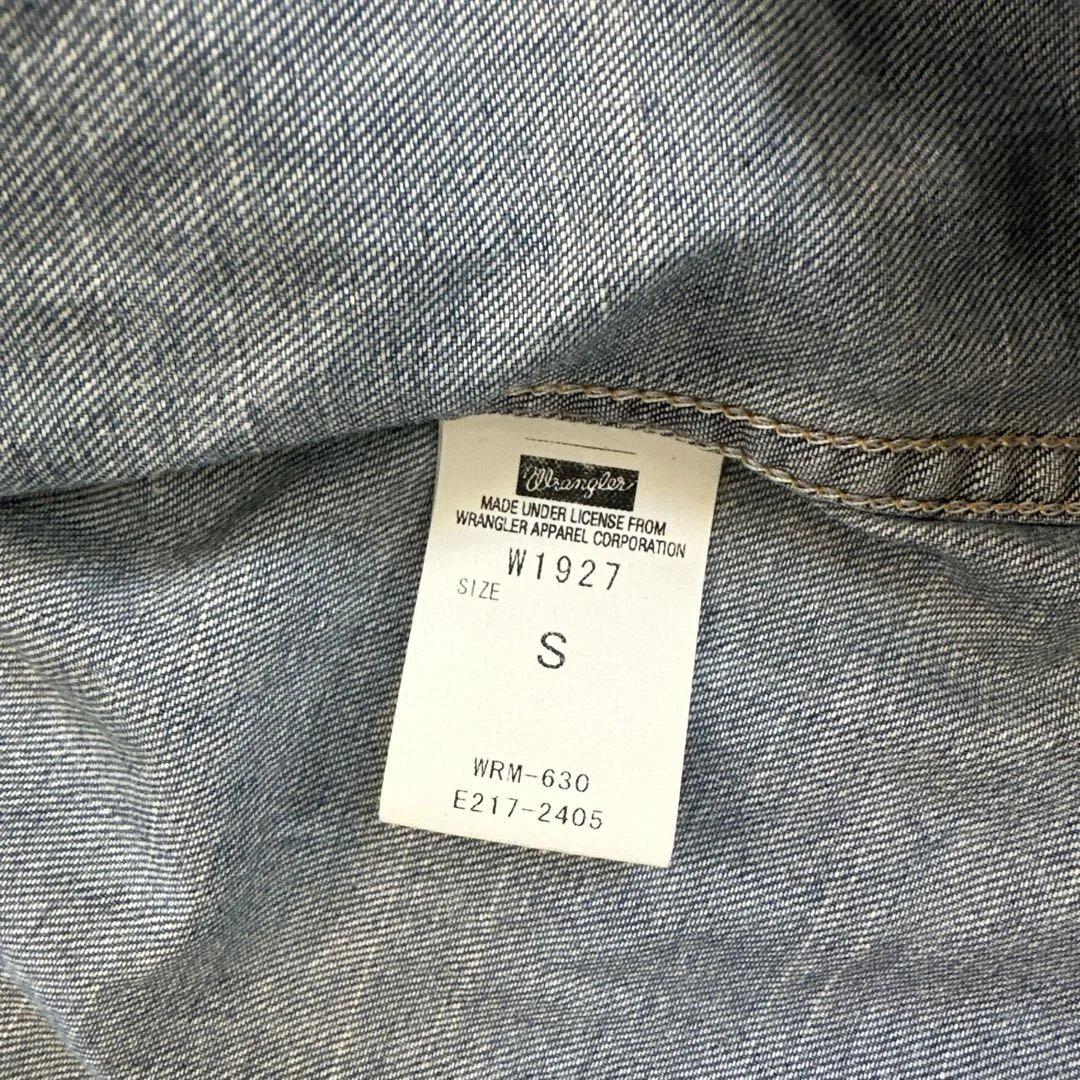 Wrangler
MADE UNDER LICENSE FROM
WRANGLER APPAREL CORPORATION
W1927
SIZE
S
WRM-630
E217-2405